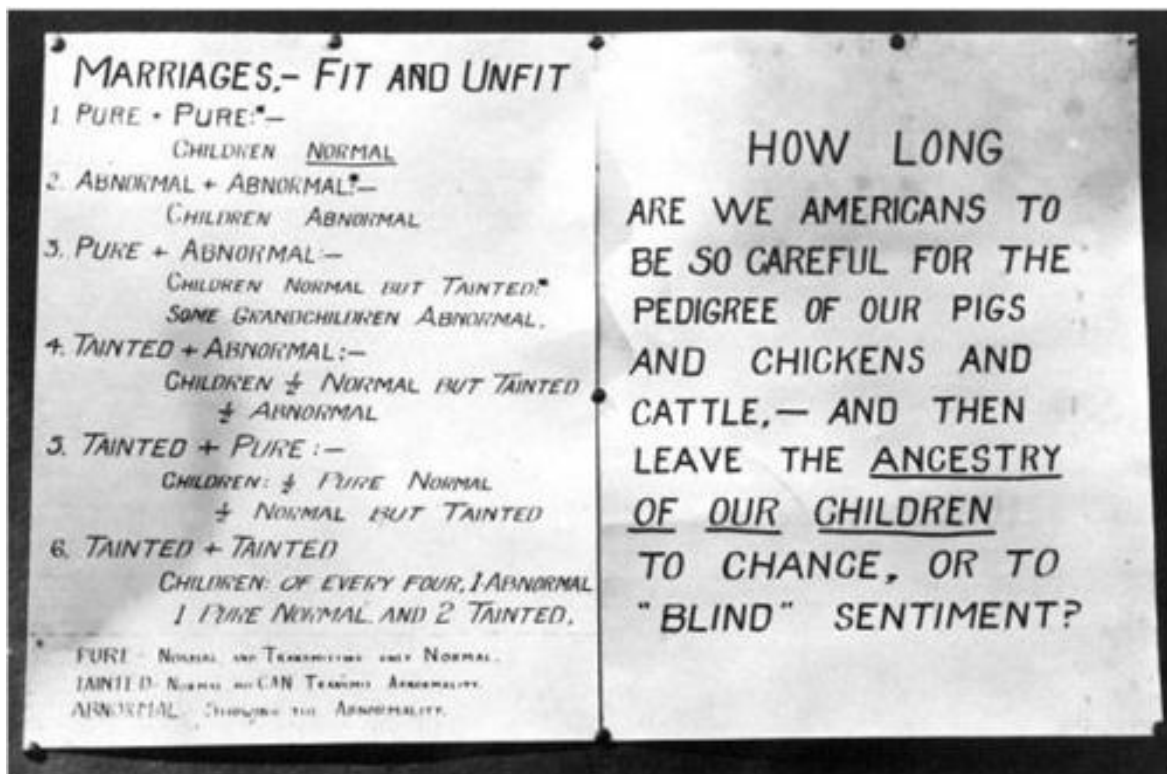 MARRIAGES,- FIT AND UNFIT
1 PURE + PURE:*-
CHILDREN NORMAL
2. ABNORMAL + ABNORMAL:*-
CHILDREN ABNORMAL
3. PURE + ABNORMAL:-
CHILDREN NORMAL BUT TAINTED:*
SOME GRANDCHILDREN ABNORMAL.
4. TAINTED + ABNORMAL:-
CHILDREN ½ NORMAL BUT TAINTED
½ ABNORMAL
5. TAINTED + PURE:-
CHILDREN: ½ PURE NORMAL
½ NORMAL BUT TAINTED
6. TAINTED + TAINTED
CHILDREN: OF EVERY FOUR, 1 ABNORMAL
1 PURE NORMAL AND 2 TAINTED.
* PURE - NORMAL AND TRANSMITTING ONLY NORMAL.
TAINTED - NORMAL BUT CAN TRANSMIT ABNORMALITY.
ABNORMAL - SHOWING THE ABNORMALITY.
HOW LONG
ARE WE AMERICANS TO
BE SO CAREFUL FOR THE
PEDIGREE OF OUR PIGS
AND CHICKENS AND
CATTLE,— AND THEN
LEAVE THE ANCESTRY
OF OUR CHILDREN
TO CHANCE, OR TO
"BLIND" SENTIMENT?